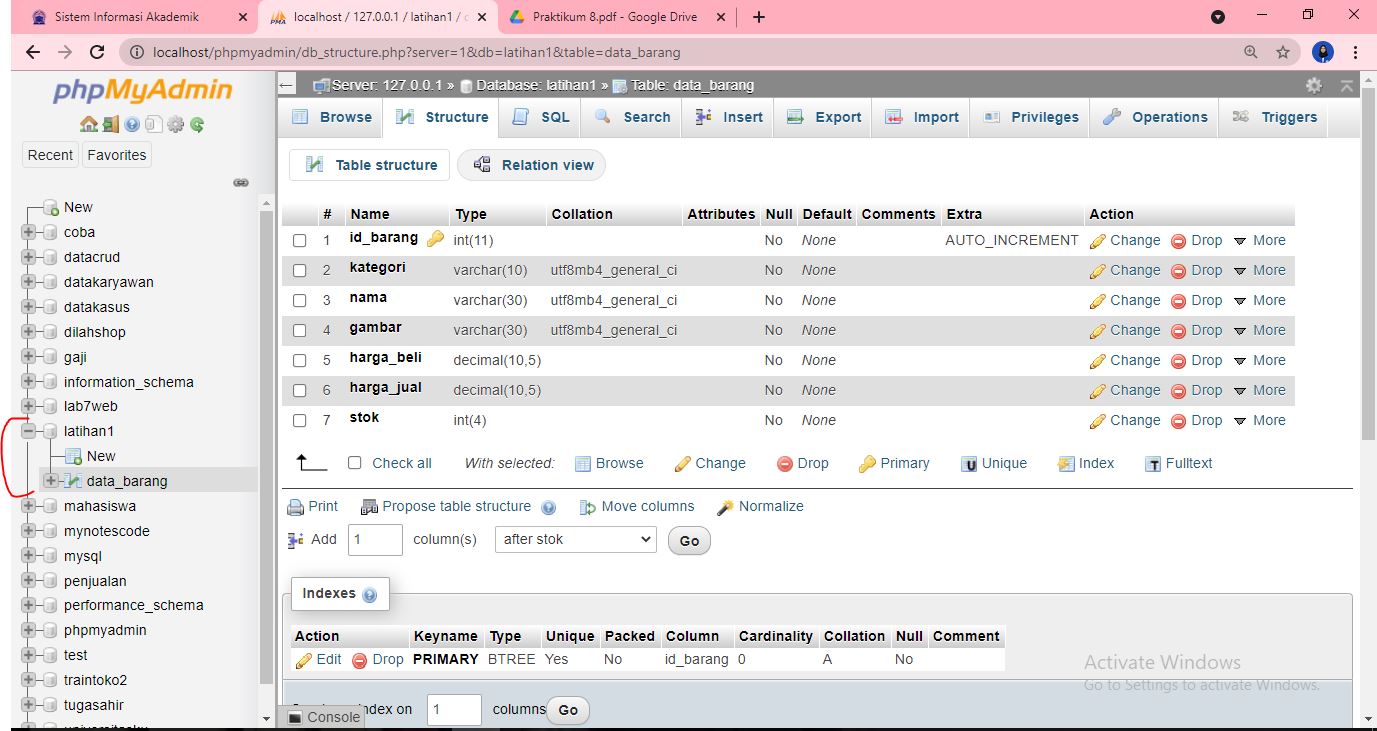 Sistem Informasi Akademik
localhost / 127.0.0.1 / latihan1 /
Praktikum 8.pdf - Google Drive
localhost/phpmyadmin/db_structure.php?server=1&db=latihan1&table=data_barang
phpMyAdmin
Recent Favorites
New
coba
datacrud
datakaryawan
datakasus
dilahshop
gaji
information_schema
lab7web
latihan1
New
data_barang
mahasiswa
mynotescode
mysql
penjualan
performance_schema
phpmyadmin
test
traintoko2
tugasahir
Server: 127.0.0.1 » Database: latihan1 » Table: data_barang
Browse Structure SQL Search Insert Export Import Privileges Operations Triggers
Table structure Relation view
# Name Type Collation Attributes Null Default Comments Extra Action
1 id_barang int(11) No None AUTO_INCREMENT Change Drop More
2 kategori varchar(10) utf8mb4_general_ci No None Change Drop More
3 nama varchar(30) utf8mb4_general_ci No None Change Drop More
4 gambar varchar(30) utf8mb4_general_ci No None Change Drop More
5 harga_beli decimal(10,5) No None Change Drop More
6 harga_jual decimal(10,5) No None Change Drop More
7 stok int(4) No None Change Drop More
Check all With selected: Browse Change Drop Primary Unique Index Fulltext
Print Propose table structure Move columns Normalize
Add 1 column(s) after stok Go
Indexes
Action Keyname Type Unique Packed Column Cardinality Collation Null Comment
Edit Drop PRIMARY BTREE Yes No id_barang 0 A No
index on 1 columns Go
Console
Activate Windows
Go to Settings to activate Windows.